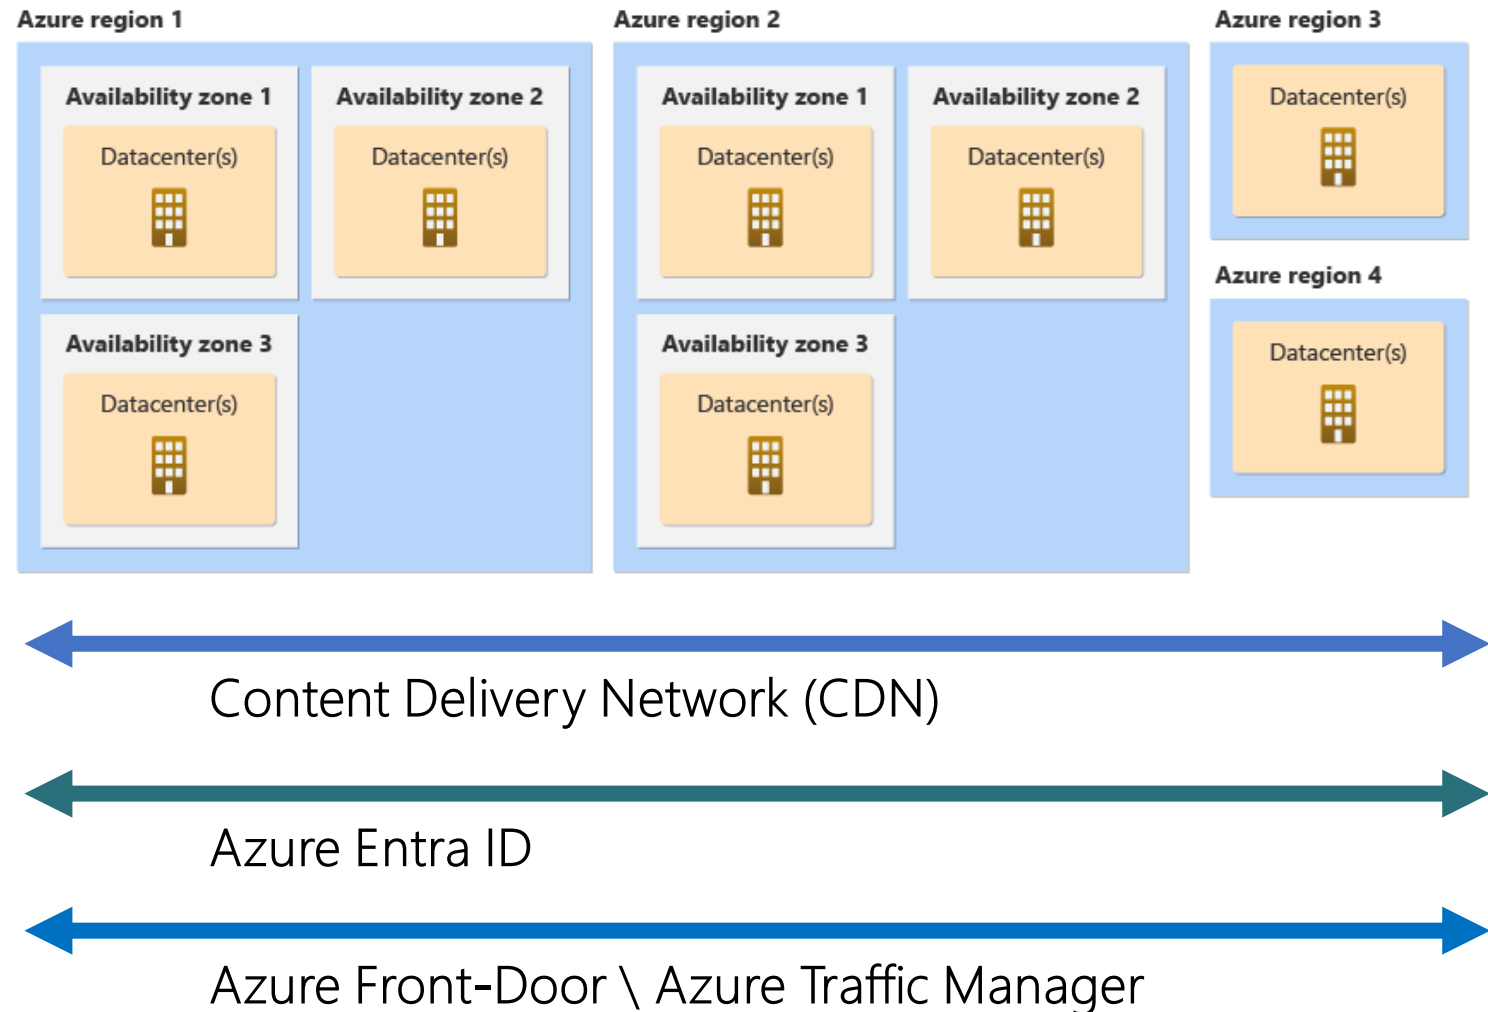 Azure region 1
Azure region 2
Azure region 3
Availability zone 1
Datacenter(s)
Availability zone 2
Datacenter(s)
Availability zone 3
Datacenter(s)
Availability zone 1
Datacenter(s)
Availability zone 2
Datacenter(s)
Availability zone 3
Datacenter(s)
Datacenter(s)
Azure region 4
Datacenter(s)
Content Delivery Network (CDN)
Azure Entra ID
Azure Front-Door \ Azure Traffic Manager